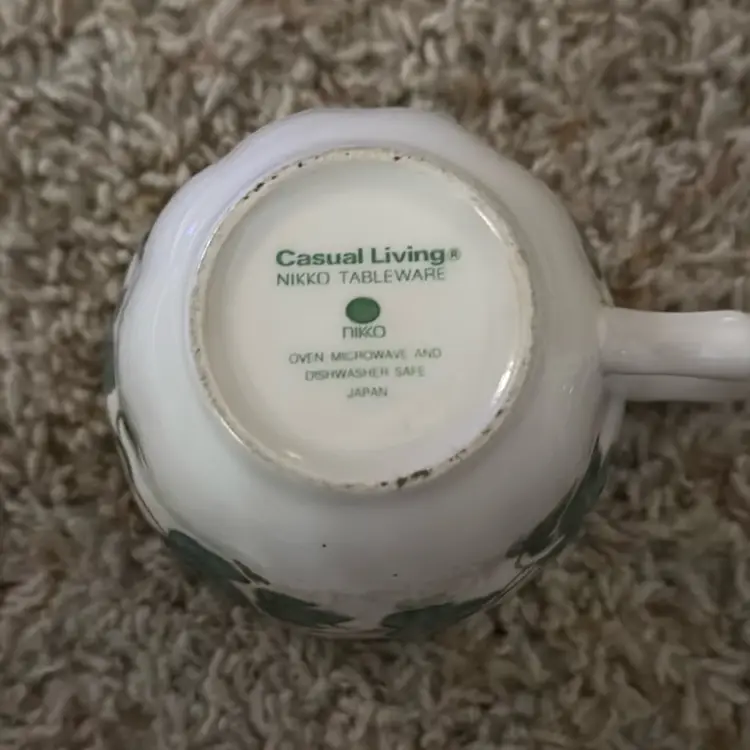 Casual Living®
NIKKO TABLEWARE
NIKKO
OVEN MICROWAVE AND
DISHWASHER SAFE
JAPAN